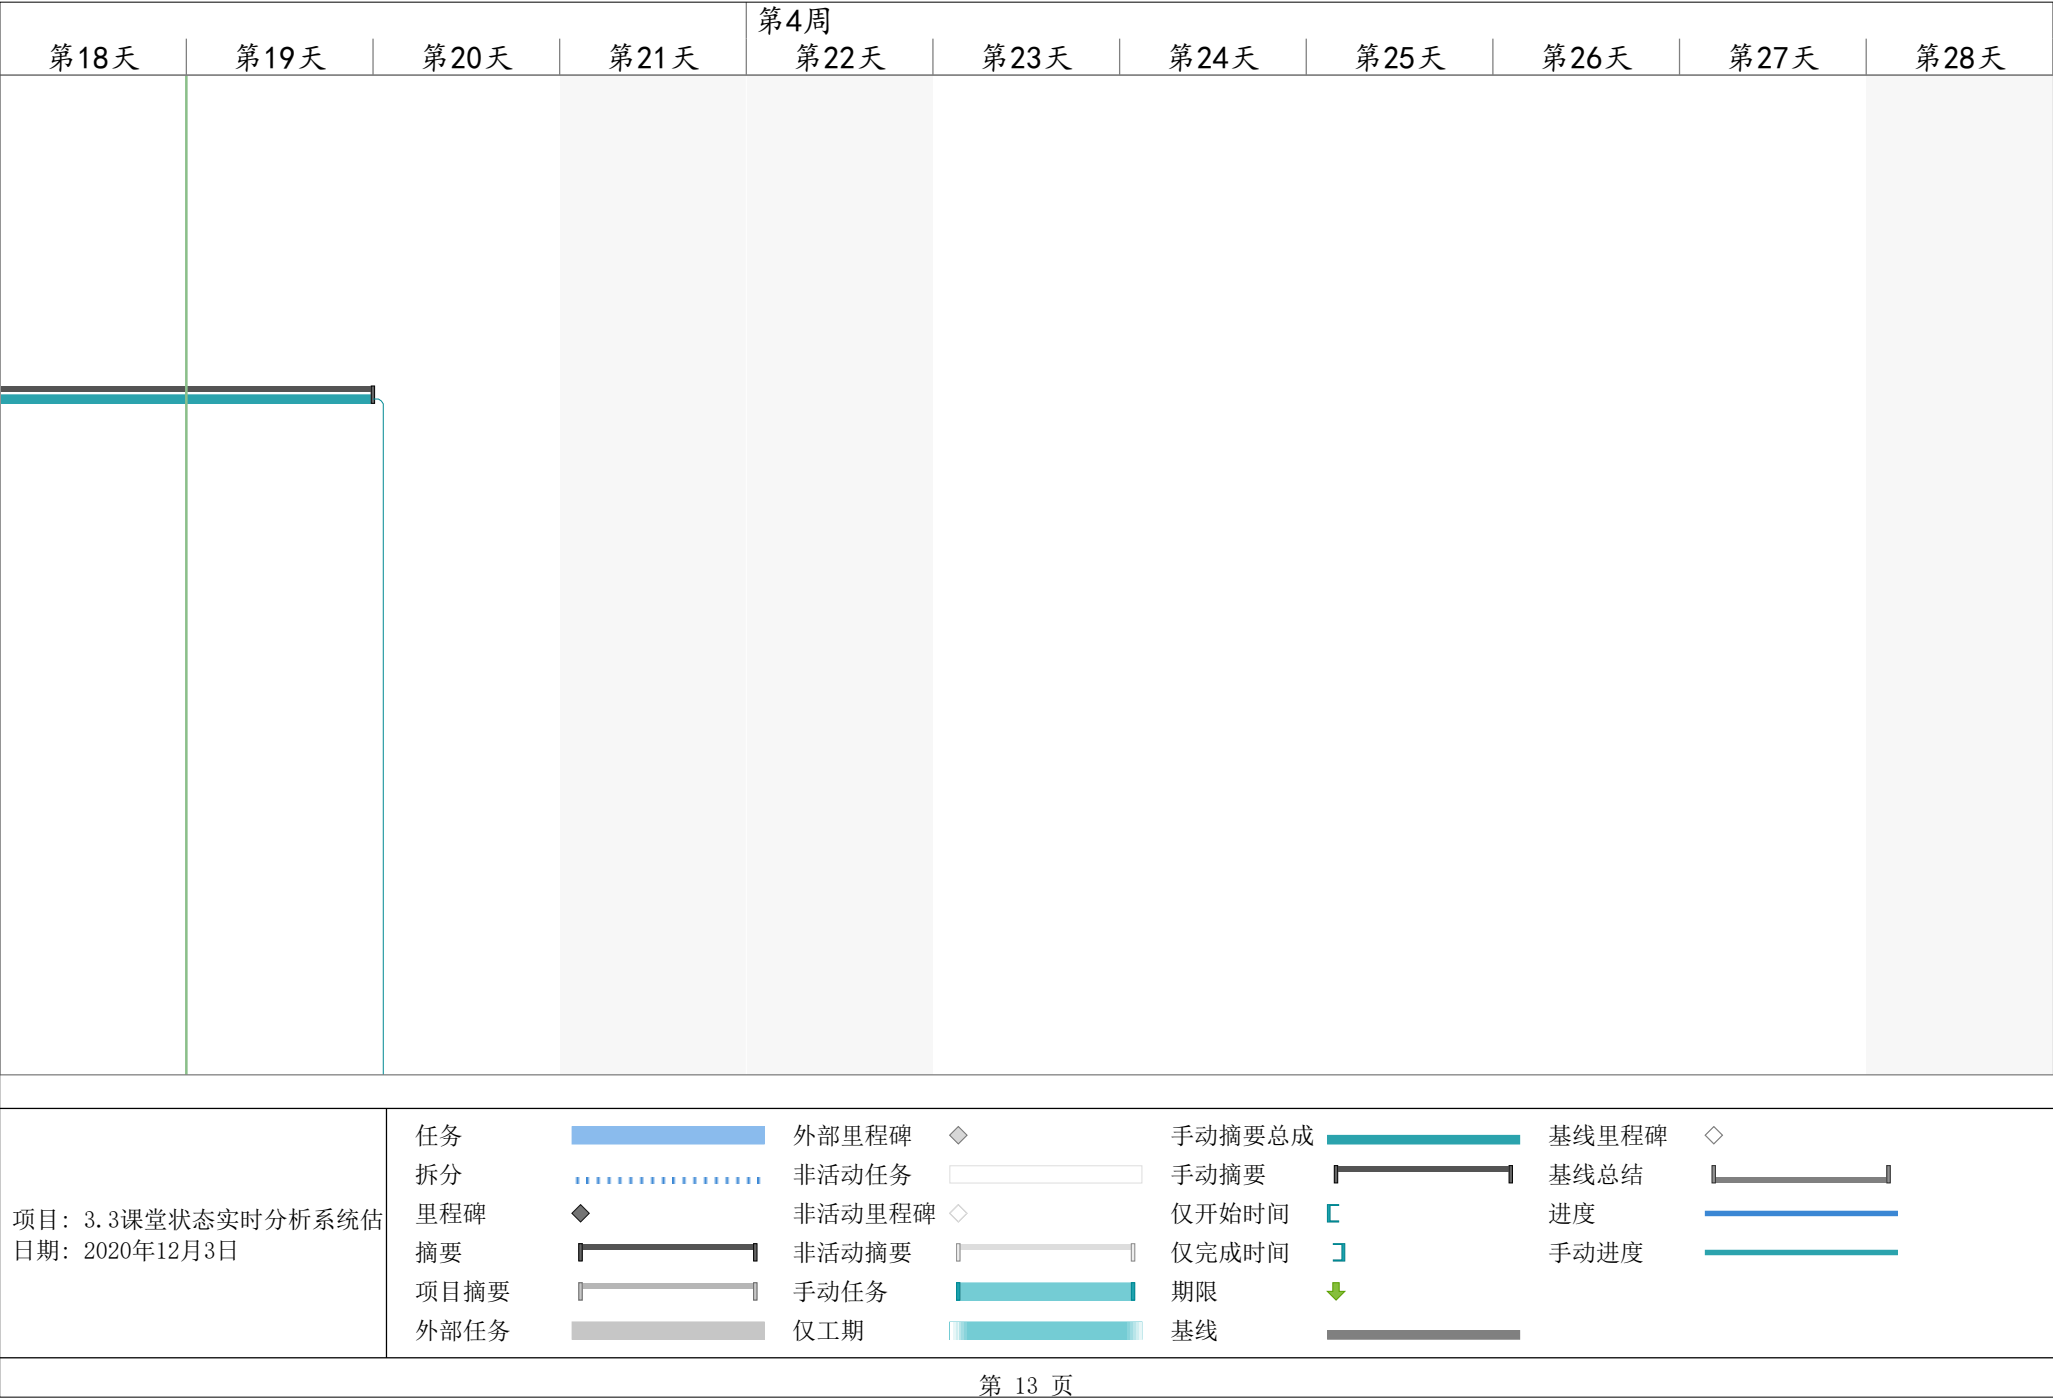 第4周
第18天 第19天 第20天 第21天 第22天 第23天 第24天 第25天 第26天 第27天 第28天
任务 外部里程碑 手动摘要总成 基线里程碑
拆分 非活动任务 手动摘要 基线总结
里程碑 非活动里程碑 仅开始时间 进度
摘要 非活动摘要 仅完成时间 手动进度
项目摘要 手动任务 期限
外部任务 仅工期 基线
项目: 3.3课堂状态实时分析系统估
日期: 2020年12月3日
第 13 页